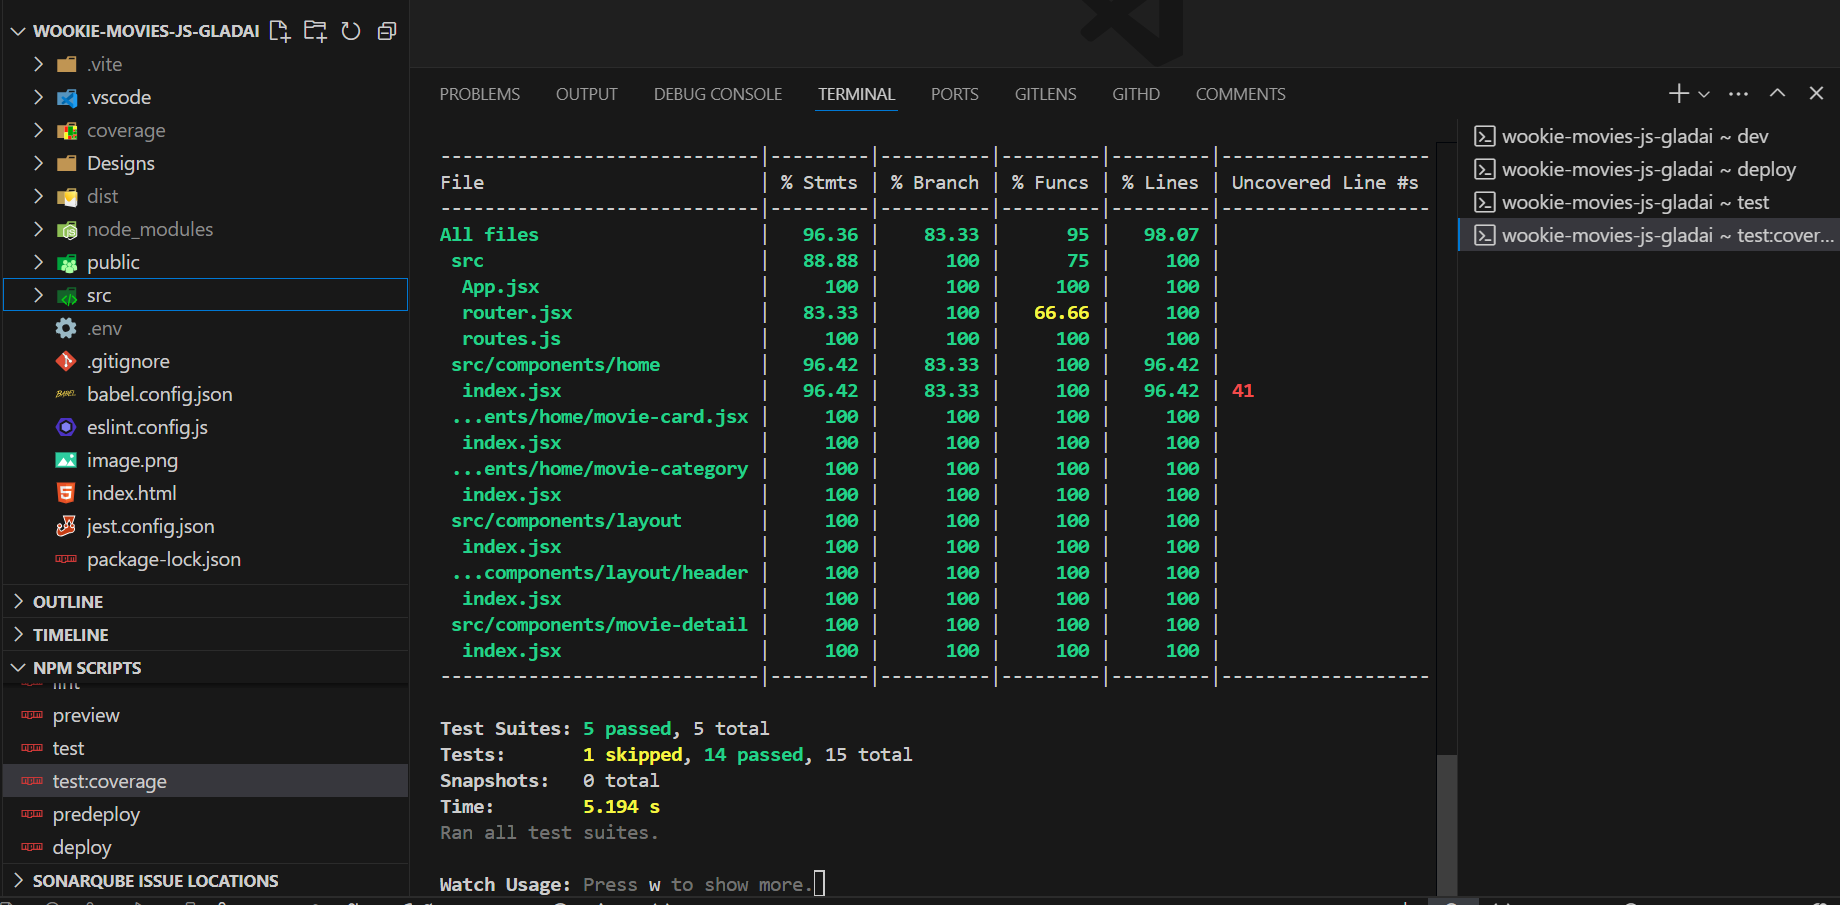 WOOKIE-MOVIES-JS-GLADAI
.vite
.vscode
coverage
Designs
dist
node_modules
public
src
.env
.gitignore
babel.config.json
eslint.config.js
image.png
index.html
jest.config.json
package-lock.json
OUTLINE
TIMELINE
NPM SCRIPTS
lint
preview
test
test:coverage
predeploy
deploy
SONARQUBE ISSUE LOCATIONS
PROBLEMS OUTPUT DEBUG CONSOLE TERMINAL PORTS GITLENS GITHD COMMENTS
-----------------------------|---------|----------|---------|---------|-------------------
File | % Stmts | % Branch | % Funcs | % Lines | Uncovered Line #s
-----------------------------|---------|----------|---------|---------|-------------------
All files | 96.36 | 83.33 | 95 | 98.07 |
src | 88.88 | 100 | 75 | 100 |
App.jsx | 100 | 100 | 100 | 100 |
router.jsx | 83.33 | 100 | 66.66 | 100 |
routes.js | 100 | 100 | 100 | 100 |
src/components/home | 96.42 | 83.33 | 100 | 96.42 |
index.jsx | 96.42 | 83.33 | 100 | 96.42 | 41
...ents/home/movie-card.jsx | 100 | 100 | 100 | 100 |
index.jsx | 100 | 100 | 100 | 100 |
...ents/home/movie-category | 100 | 100 | 100 | 100 |
index.jsx | 100 | 100 | 100 | 100 |
src/components/layout | 100 | 100 | 100 | 100 |
index.jsx | 100 | 100 | 100 | 100 |
...components/layout/header | 100 | 100 | 100 | 100 |
index.jsx | 100 | 100 | 100 | 100 |
src/components/movie-detail | 100 | 100 | 100 | 100 |
index.jsx | 100 | 100 | 100 | 100 |
-----------------------------|---------|----------|---------|---------|-------------------
Test Suites: 5 passed, 5 total
Tests: 1 skipped, 14 passed, 15 total
Snapshots: 0 total
Time: 5.194 s
Ran all test suites.
Watch Usage: Press w to show more.
wookie-movies-js-gladai ~ dev
wookie-movies-js-gladai ~ deploy
wookie-movies-js-gladai ~ test
wookie-movies-js-gladai ~ test:cover...